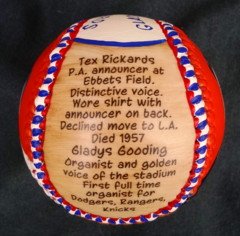 Tex Rickards
P.A. announcer at
Ebbets Field.
Distinctive voice.
Wore shirt with
announcer on back.
Declined move to L.A.
Died 1957
Gladys Gooding
Organist and golden
voice of the stadium
First full time
organist for
Dodgers, Rangers,
Knicks